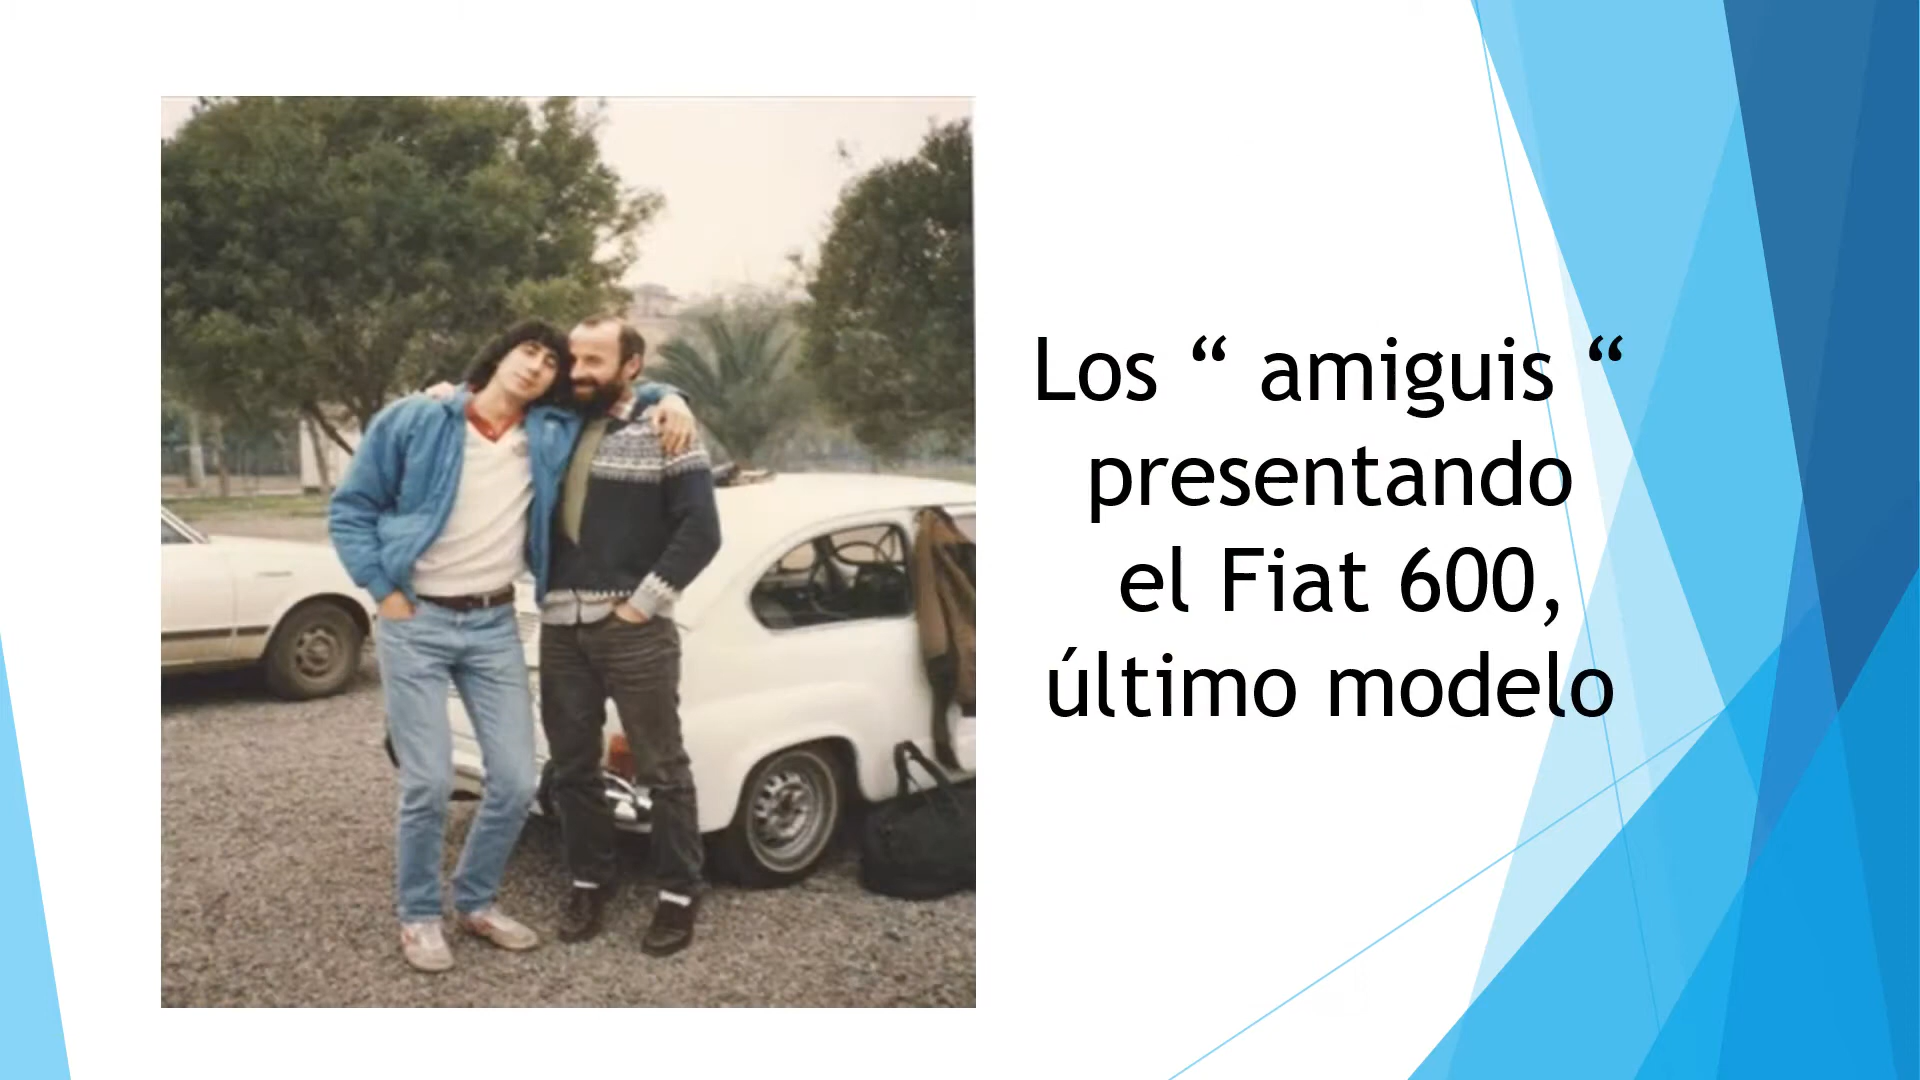 Los “ amiguis “
presentando
el Fiat 600,
último modelo